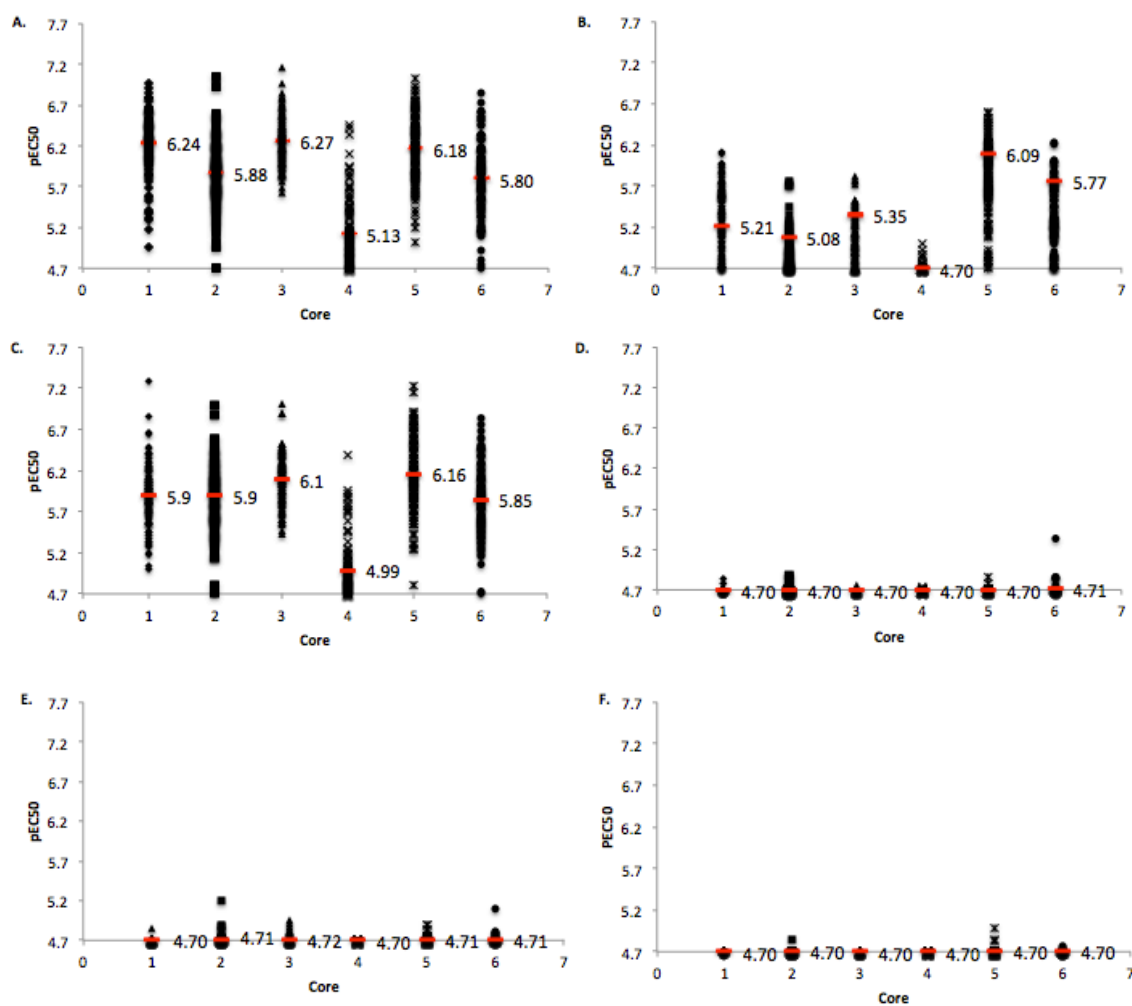 A.
B.
pEC50
7.7
7.2
6.7
6.2
5.7
5.2
4.7
6.24
5.88
6.27
5.13
6.18
5.80
0 1 2 3 4 5 6 7
Core
pEC50
7.7
7.2
6.7
6.2
5.7
5.2
4.7
5.21
5.08
5.35
4.70
6.09
5.77
0 1 2 3 4 5 6 7
Core
C.
D.
pEC50
7.7
7.2
6.7
6.2
5.7
5.2
4.7
5.9
5.9
6.1
4.99
6.16
5.85
0 1 2 3 4 5 6 7
Core
pEC50
7.7
7.2
6.7
6.2
5.7
5.2
4.7
4.70 4.70 4.70 4.70 4.70 4.71
0 1 2 3 4 5 6 7
Core
E.
F.
pEC50
7.7
7.2
6.7
6.2
5.7
5.2
4.7
4.70 4.71 4.72 4.70 4.71 4.71
0 1 2 3 4 5 6 7
Core
PEC50
7.7
7.2
6.7
6.2
5.7
5.2
4.7
4.70 4.70 4.70 4.70 4.70 4.70
0 1 2 3 4 5 6 7
Core